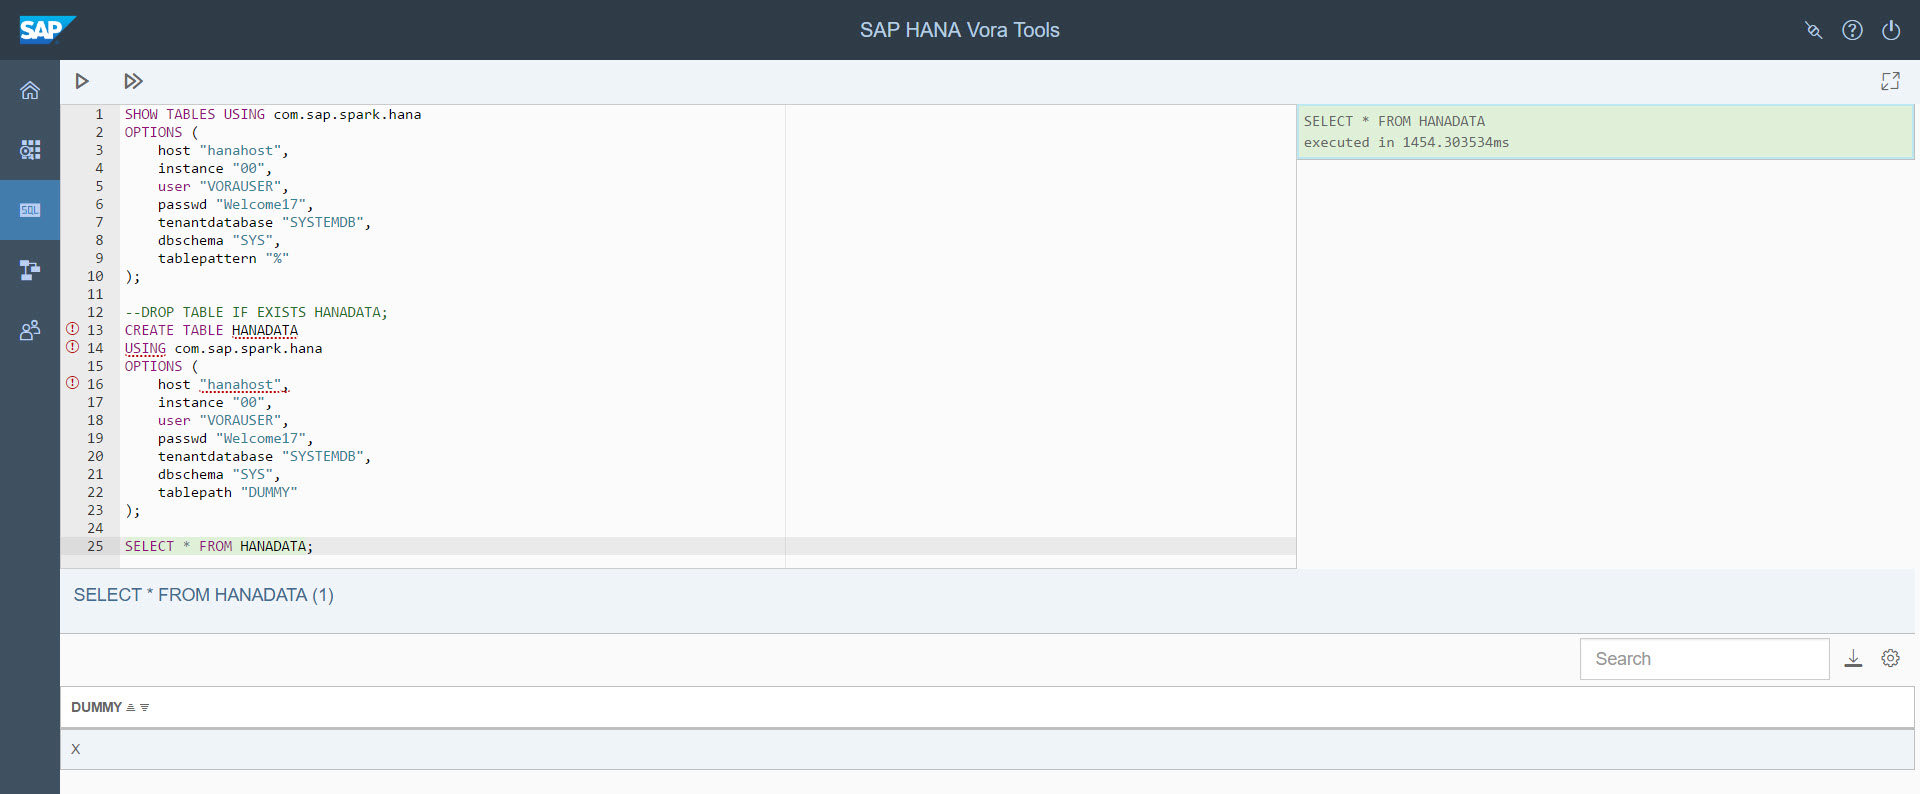 SAP
SAP HANA Vora Tools
1 SHOW TABLES USING com.sap.spark.hana
2 OPTIONS (
3 host "hanahost",
4 instance "00",
5 user "VORAUSER",
6 passwd "Welcome17",
7 tenantdatabase "SYSTEMDB",
8 dbschema "SYS",
9 tablepattern "%"
10 );
11
12 --DROP TABLE IF EXISTS HANADATA;
13 CREATE TABLE HANADATA
14 USING com.sap.spark.hana
15 OPTIONS (
16 host "hanahost",
17 instance "00",
18 user "VORAUSER",
19 passwd "Welcome17",
20 tenantdatabase "SYSTEMDB",
21 dbschema "SYS",
22 tablepath "DUMMY"
23 );
24
25 SELECT * FROM HANADATA;
SELECT * FROM HANADATA
executed in 1454.303534ms
SQL
SELECT * FROM HANADATA (1)
Search
DUMMY
X